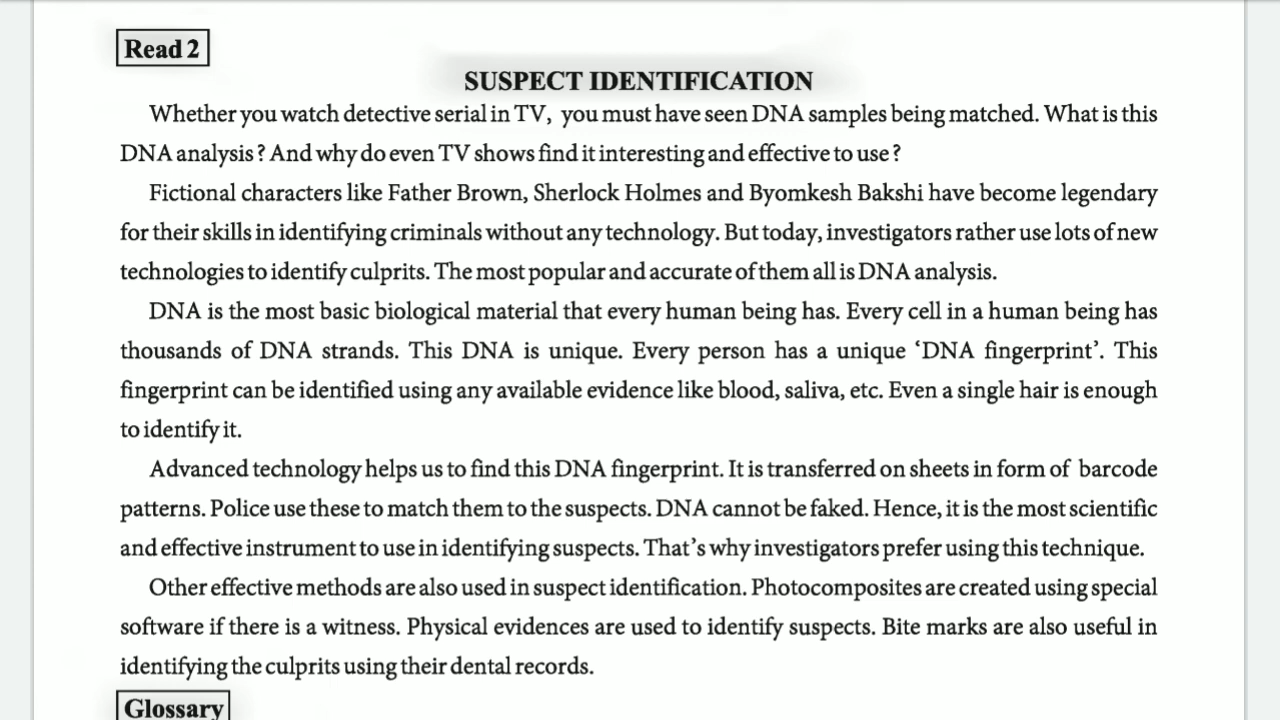 Read 2
SUSPECT IDENTIFICATION
Whether you watch detective serial in TV, you must have seen DNA samples being matched. What is this
DNA analysis ? And why do even TV shows find it interesting and effective to use ?
Fictional characters like Father Brown, Sherlock Holmes and Byomkesh Bakshi have become legendary
for their skills in identifying criminals without any technology. But today, investigators rather use lots of new
technologies to identify culprits. The most popular and accurate of them all is DNA analysis.
DNA is the most basic biological material that every human being has. Every cell in a human being has
thousands of DNA strands. This DNA is unique. Every person has a unique ‘DNA fingerprint’. This
fingerprint can be identified using any available evidence like blood, saliva, etc. Even a single hair is enough
to identify it.
Advanced technology helps us to find this DNA fingerprint. It is transferred on sheets in form of barcode
patterns. Police use these to match them to the suspects. DNA cannot be faked. Hence, it is the most scientific
and effective instrument to use in identifying suspects. That’s why investigators prefer using this technique.
Other effective methods are also used in suspect identification. Photocomposites are created using special
software if there is a witness. Physical evidences are used to identify suspects. Bite marks are also useful in
identifying the culprits using their dental records.
Glossary